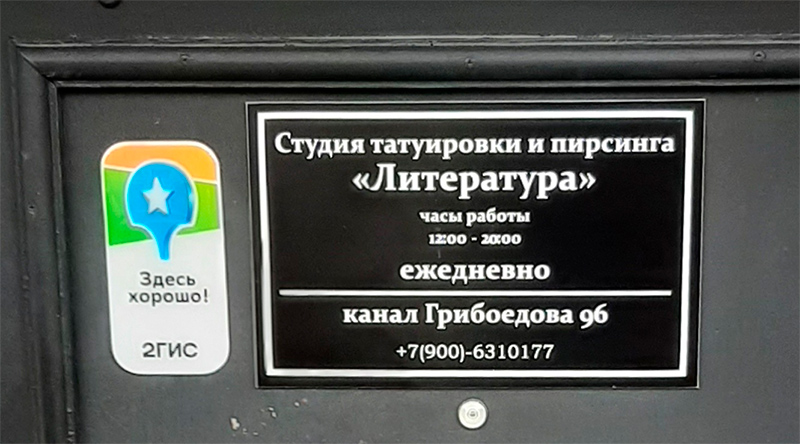 Студия татуировки и пирсинга
«Литература»
часы работы
12:00 - 20:00
ежедневно
канал Грибоедова 96
+7(900)-6310177
Здесь
хорошо!
2ГИС